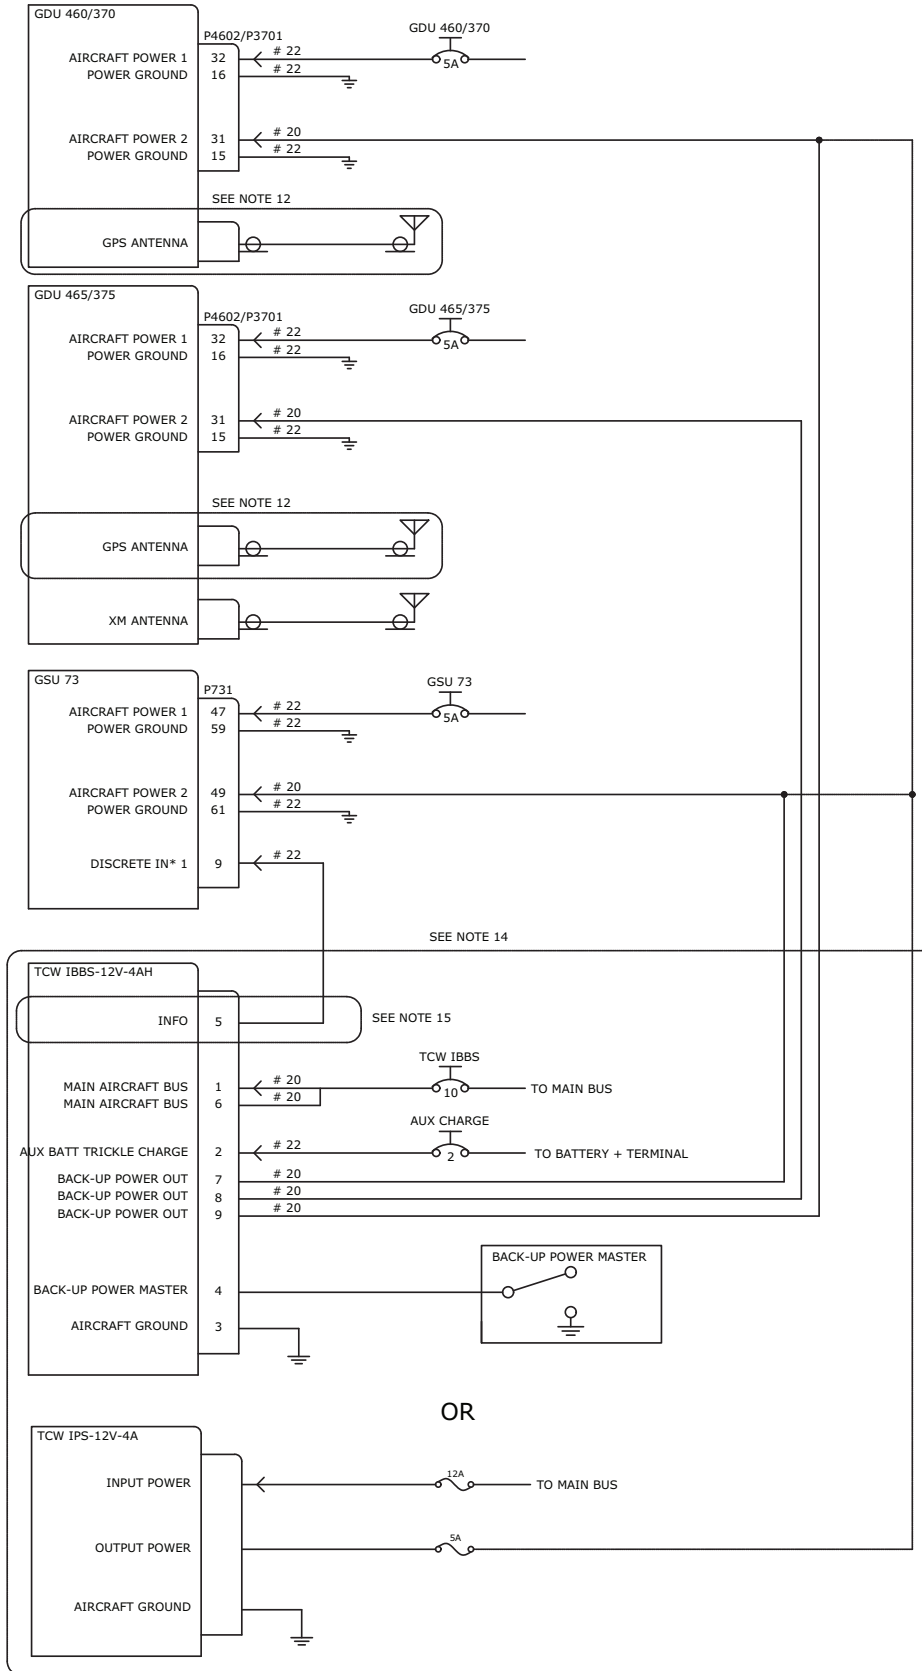 GDU 460/370
P4602/P3701
GDU 460/370
AIRCRAFT POWER 1 32 # 22 5A
POWER GROUND 16 # 22
AIRCRAFT POWER 2 31 # 20
POWER GROUND 15 # 22
SEE NOTE 12
GPS ANTENNA
GDU 465/375
P4602/P3701
GDU 465/375
AIRCRAFT POWER 1 32 # 22 5A
POWER GROUND 16 # 22
AIRCRAFT POWER 2 31 # 20
POWER GROUND 15 # 22
SEE NOTE 12
GPS ANTENNA
XM ANTENNA
GSU 73
P731
GSU 73
AIRCRAFT POWER 1 47 # 22 5A
POWER GROUND 59 # 22
AIRCRAFT POWER 2 49 # 20
POWER GROUND 61 # 22
DISCRETE IN* 1 9 # 22
SEE NOTE 14
TCW IBBS-12V-4AH
INFO 5 SEE NOTE 15
TCW IBBS
MAIN AIRCRAFT BUS 1 # 20 10 TO MAIN BUS
MAIN AIRCRAFT BUS 6 # 20
AUX CHARGE
AUX BATT TRICKLE CHARGE 2 # 22 2 TO BATTERY + TERMINAL
BACK-UP POWER OUT 7 # 20
BACK-UP POWER OUT 8 # 20
BACK-UP POWER OUT 9 # 20
BACK-UP POWER MASTER
BACK-UP POWER MASTER 4
AIRCRAFT GROUND 3
OR
TCW IPS-12V-4A
INPUT POWER 12A TO MAIN BUS
OUTPUT POWER 5A
AIRCRAFT GROUND